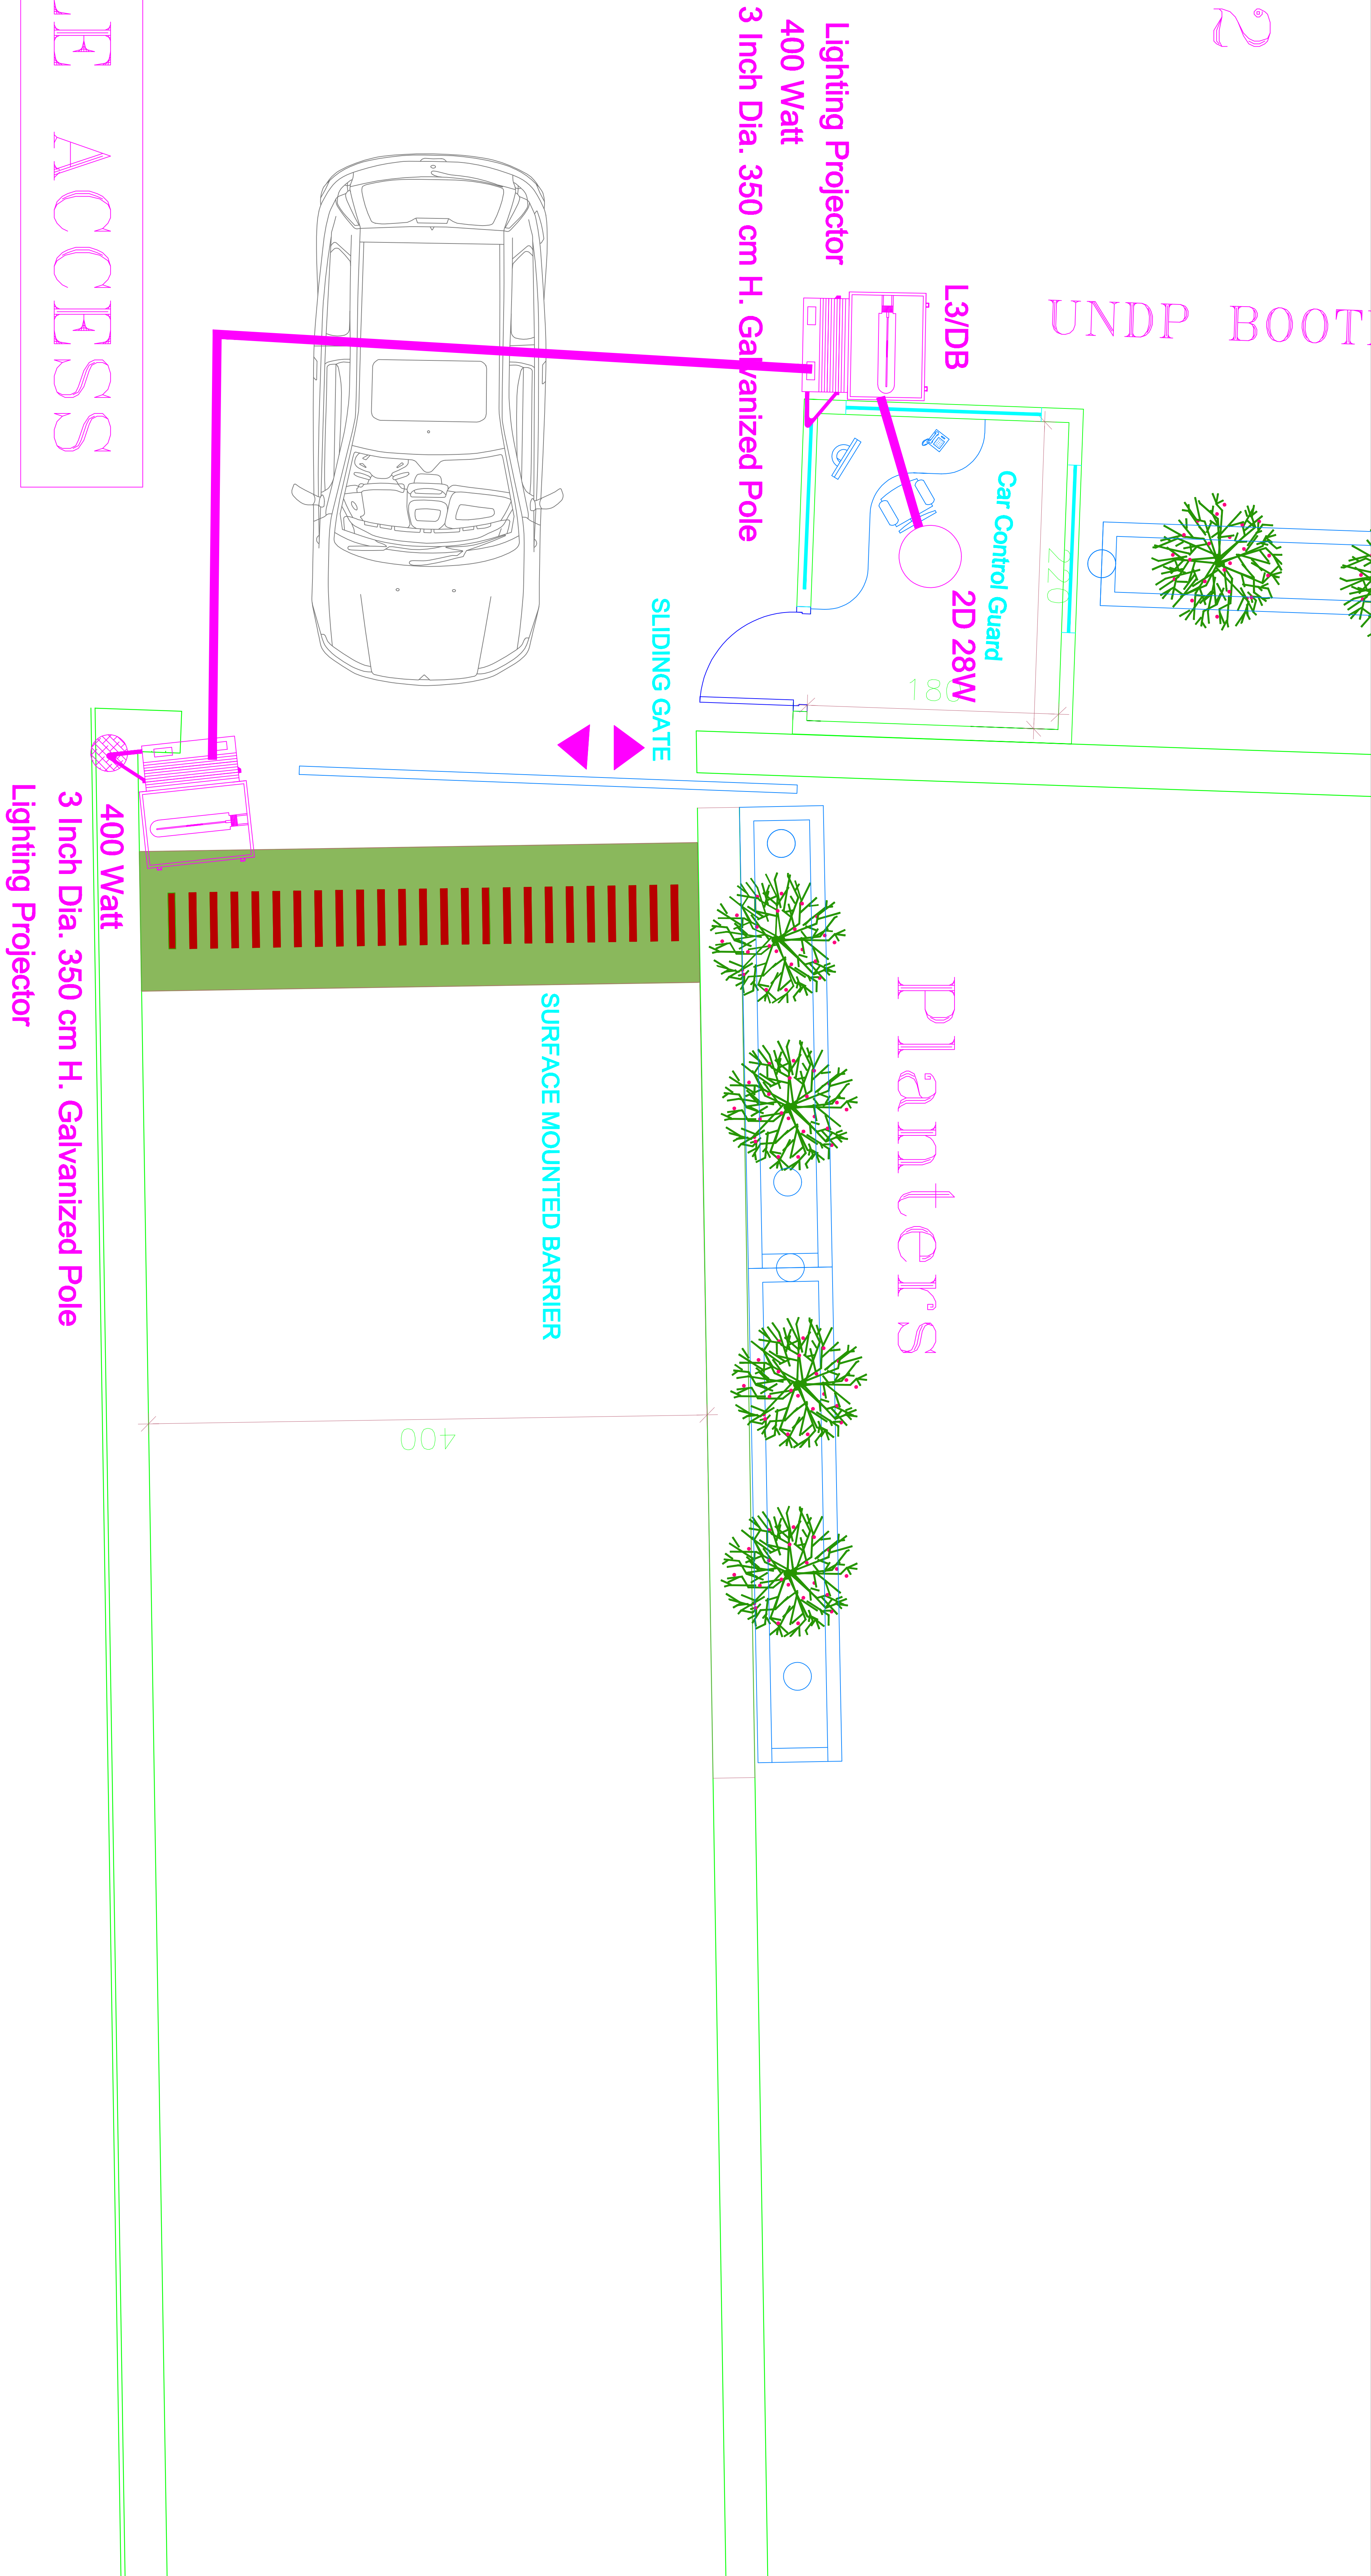 2
UNDP BOOT
L3/DB
Lighting Projector
400 Watt
3 Inch Dia. 350 cm H. Galvanized Pole
Car Control Guard
220
2D 28W
180
SLIDING GATE
ACCESS
Planters
SURFACE MOUNTED BARRIER
400
400 Watt
3 Inch Dia. 350 cm H. Galvanized Pole
Lighting Projector